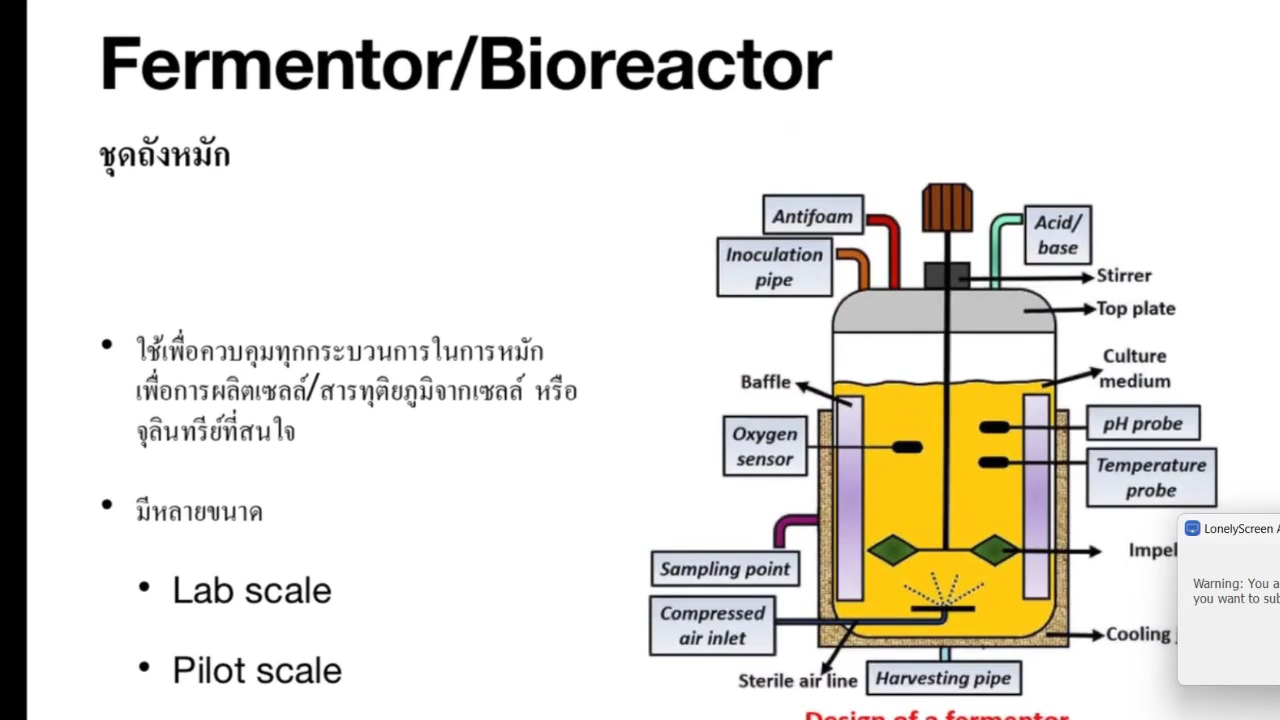 Fermentor/Bioreactor
ชุดถังหมัก
• ใช้เพื่อควบคุมทุกกระบวนการในการหมัก
เพื่อการผลิตเซลล์/สารทุติยภูมิจากเซลล์ หรือ
จุลินทรีย์ที่สนใจ
• มีหลายขนาด
• Lab scale
• Pilot scale
Antifoam
Inoculation
pipe
Acid/
base
Stirrer
Top plate
Culture
medium
Baffle
Oxygen
sensor
pH probe
Temperature
probe
Sampling point
Compressed
air inlet
Cooling
Sterile air line
Harvesting pipe
Design of a fermentor
LonelyScreen
Warning: You
you want to